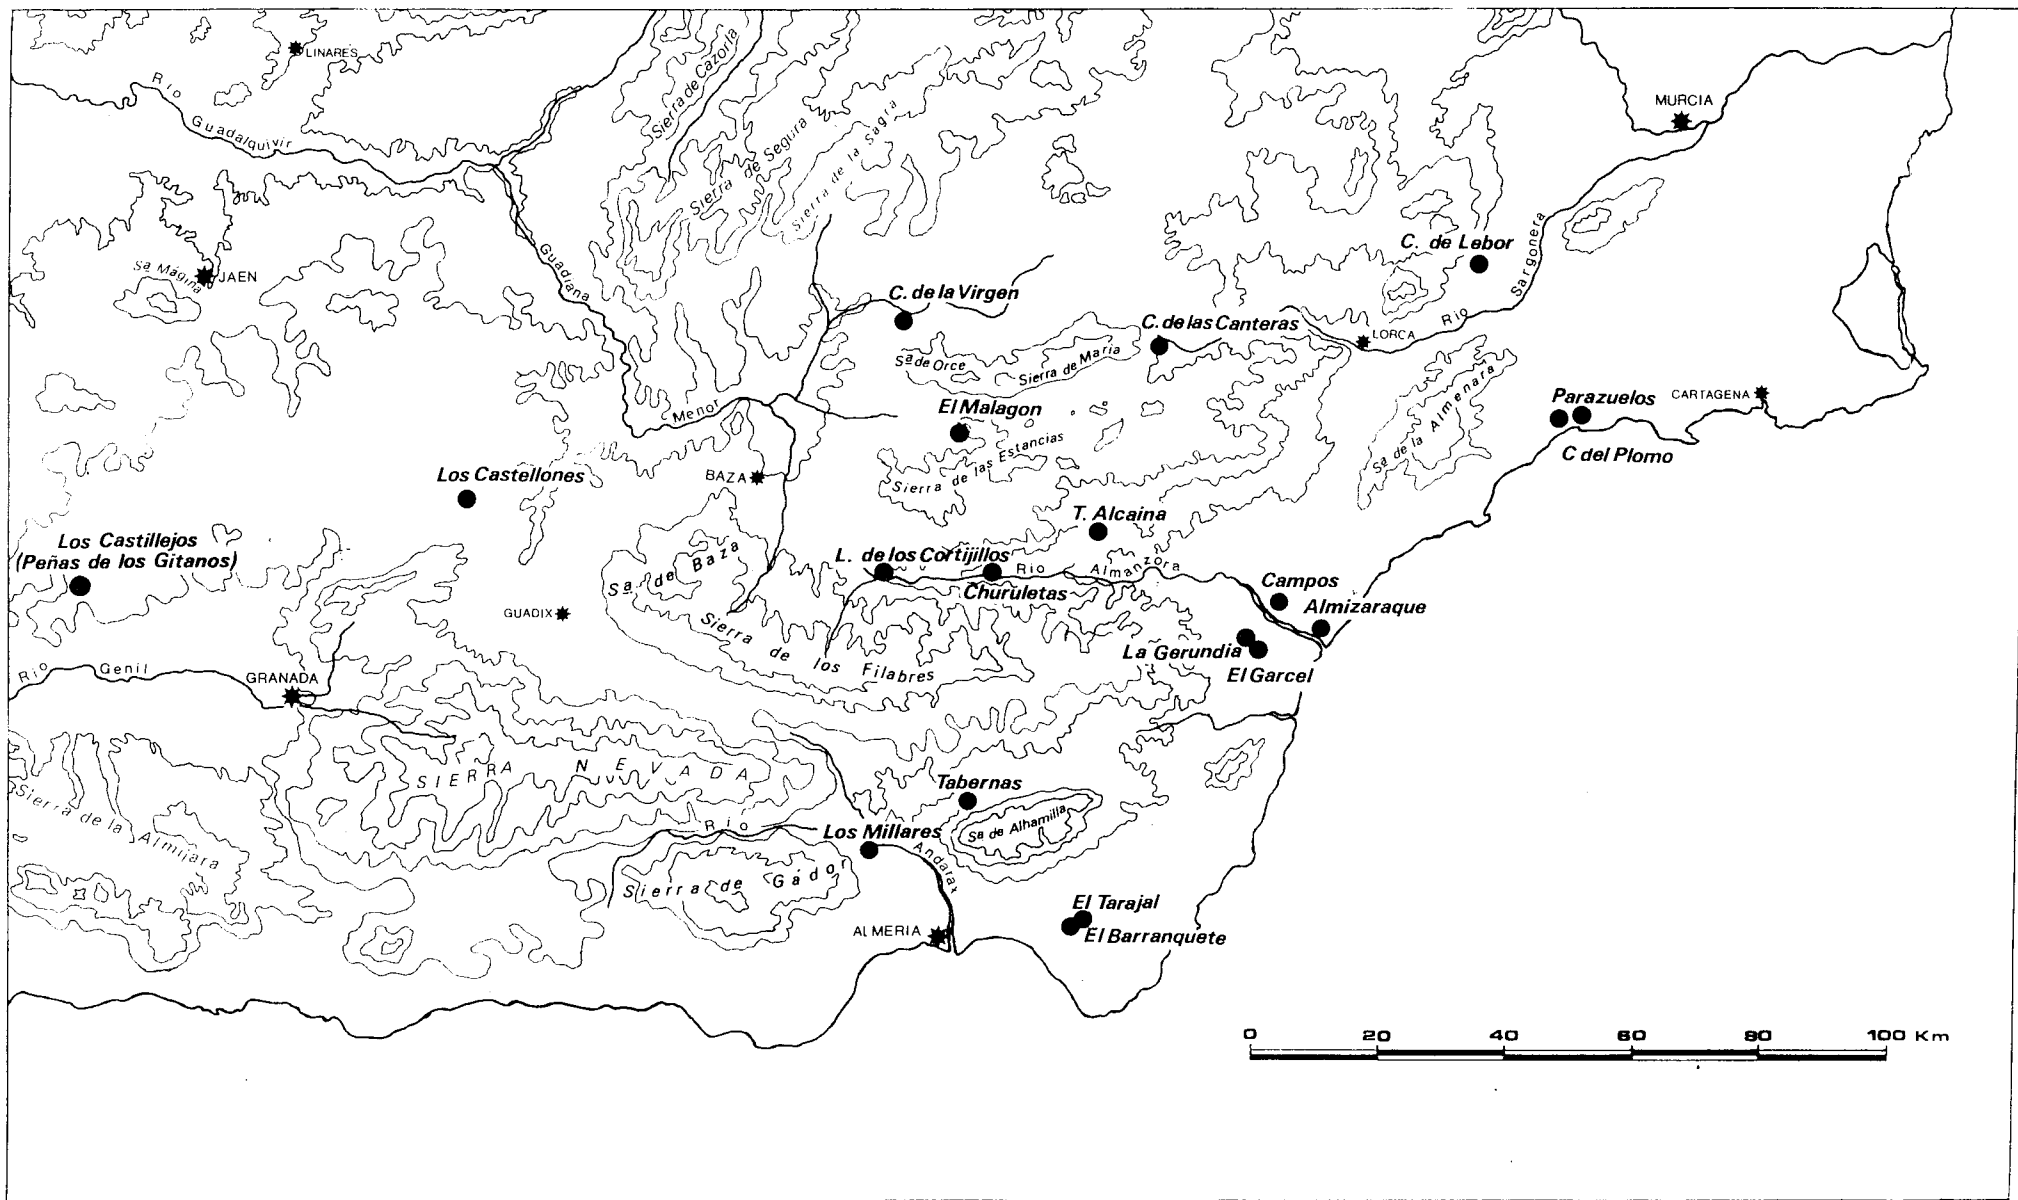 LINARES
Rio
Guadalquivir
Sierra de Cazorla
Sierra de Segura
Sierra de la Sagra
MURCIA
Sa Mágina
JAEN
Guadiana
C. de Lebor
Sargonera
C. de la Virgen
C. de las Canteras
Rio
LORCA
Sa de Orce
Sierra de Maria
Menor
El Malagon
Sa de la Almenara
Parazuelos
CARTAGENA
C del Plomo
Los Castellones
BAZA
Sierra de las Estancias
T. Alcaina
Los Castillejos
(Peñas de los Gitanos)
Sa. de Baza
L. de los Cortijillos
Rio Almanzora
Churuletas
Campos
Almizaraque
GUADIX
Sierra de los Filabres
La Gerundia
El Garcel
Rio Genil
GRANADA
SIERRA NEVADA
Tabernas
Sa de Alhamilla
Sierra de la Almijara
Rio
Los Millares
Andarax
Sierra de Gádor
El Tarajal
ALMERIA
El Barranquete
0 20 40 60 80 100 Km